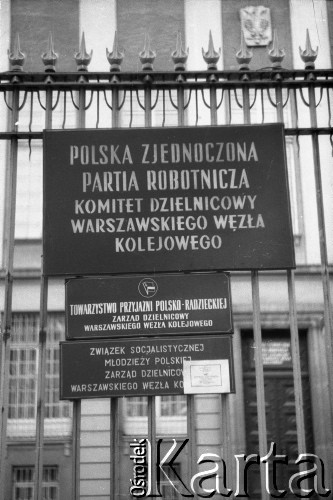 POLSKA ZJEDNOCZONA
PARTIA ROBOTNICZA
KOMITET DZIELNICOWY
WARSZAWSKIEGO WĘZŁA
KOLEJOWEGO
TOWARZYSTWO PRZYJAŹNI POLSKO-RADZIECKIEJ
ZARZĄD DZIELNICOWY
WARSZAWSKIEGO WĘZŁA KOLEJOWEGO
ZWIĄZEK SOCJALISTYCZNEJ
MŁODZIEŻY POLSKIEJ
ZARZĄD DZIELNICOWY
WARSZAWSKIEGO WĘZŁA KO
Ośrodek
Karta